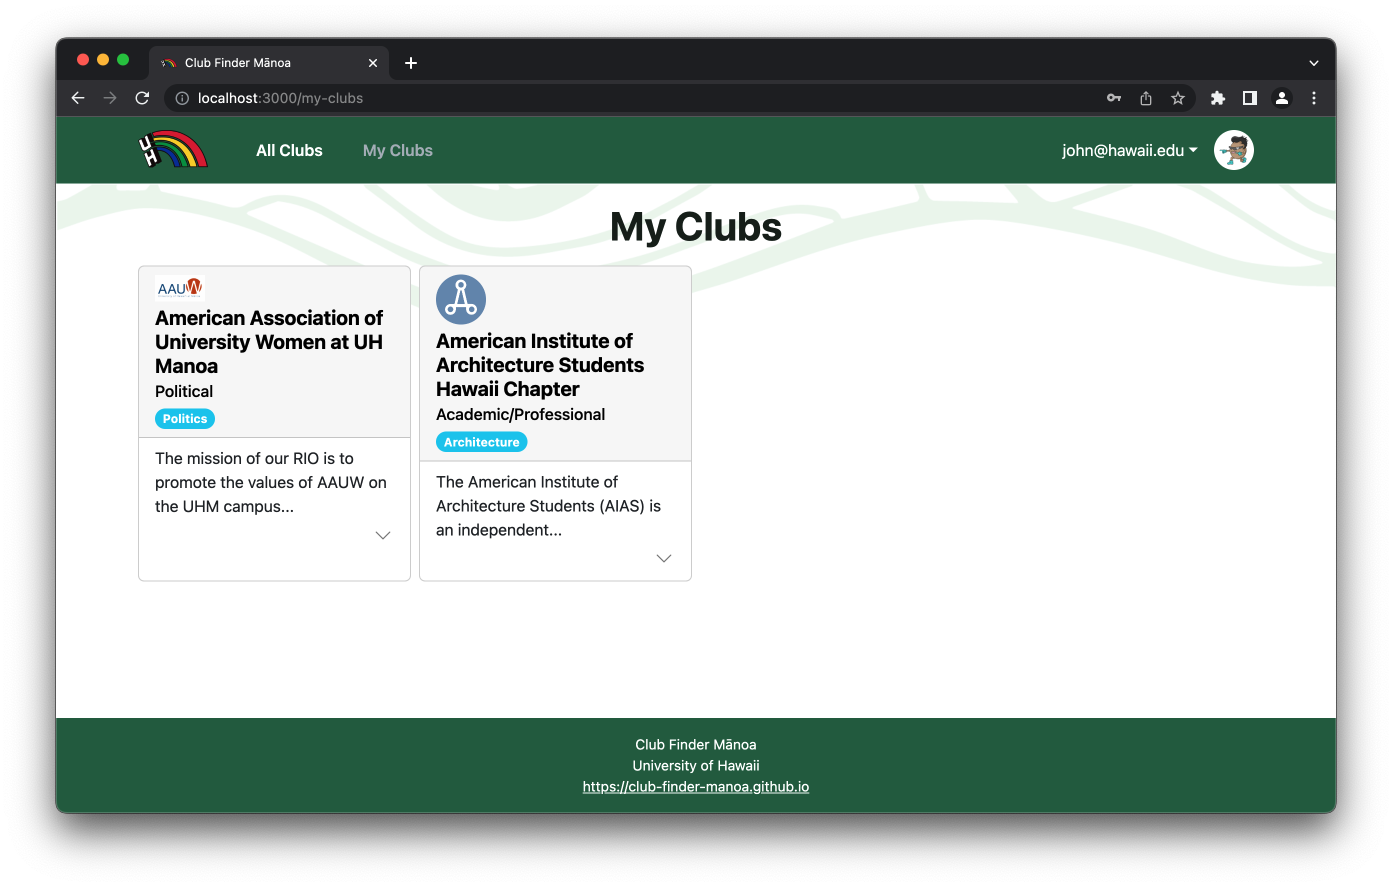 Club Finder Mānoa
localhost:3000/my-clubs
UH
All Clubs
My Clubs
john@hawaii.edu
My Clubs
AAUW
American Association of
University Women at UH
Manoa
Political
Politics
The mission of our RIO is to
promote the values of AAUW on
the UHM campus...
American Institute of
Architecture Students
Hawaii Chapter
Academic/Professional
Architecture
The American Institute of
Architecture Students (AIAS) is
an independent...
Club Finder Mānoa
University of Hawaii
https://club-finder-manoa.github.io